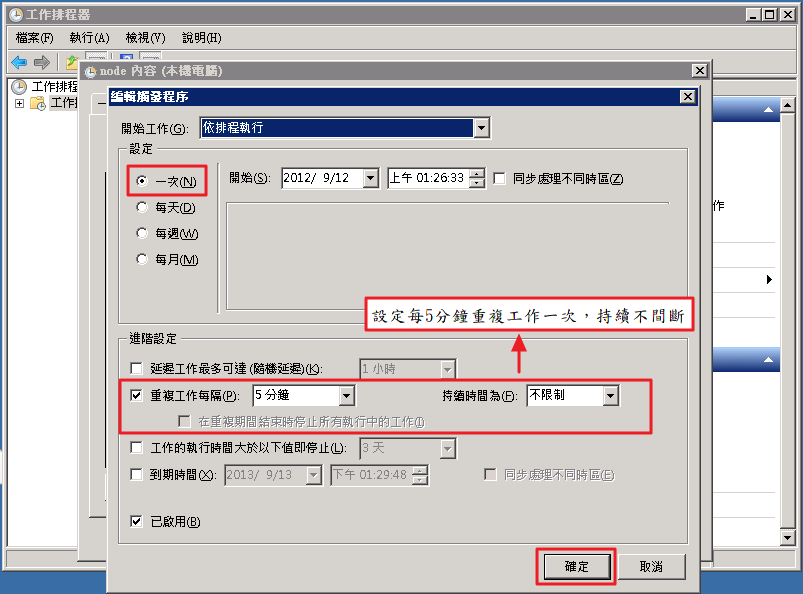 工作排程器
檔案(F) 執行(A) 檢視(V) 說明(H)
node 內容 (本機電腦)
工作排程
工作
編輯觸發程序
開始工作(G): 依排程執行
設定
一次(N)
開始(S): 2012/ 9/12 上午 01:26:33 同步處理不同時區(Z)
每天(D)
作
每週(W)
每月(M)
設定每5分鐘重複工作一次，持續不間斷
進階設定
延遲工作最多可達 (隨機延遲)(K): 1 小時
重複工作每隔(P): 5 分鐘 持續時間為(F): 不限制
在重複期間結束時停止所有執行中的工作(I)
工作的執行時間大於以下值即停止(L): 3 天
到期時間(X): 2013/ 9/13 下午 01:29:48 同步處理不同時區(E)
已啟用(B)
確定 取消